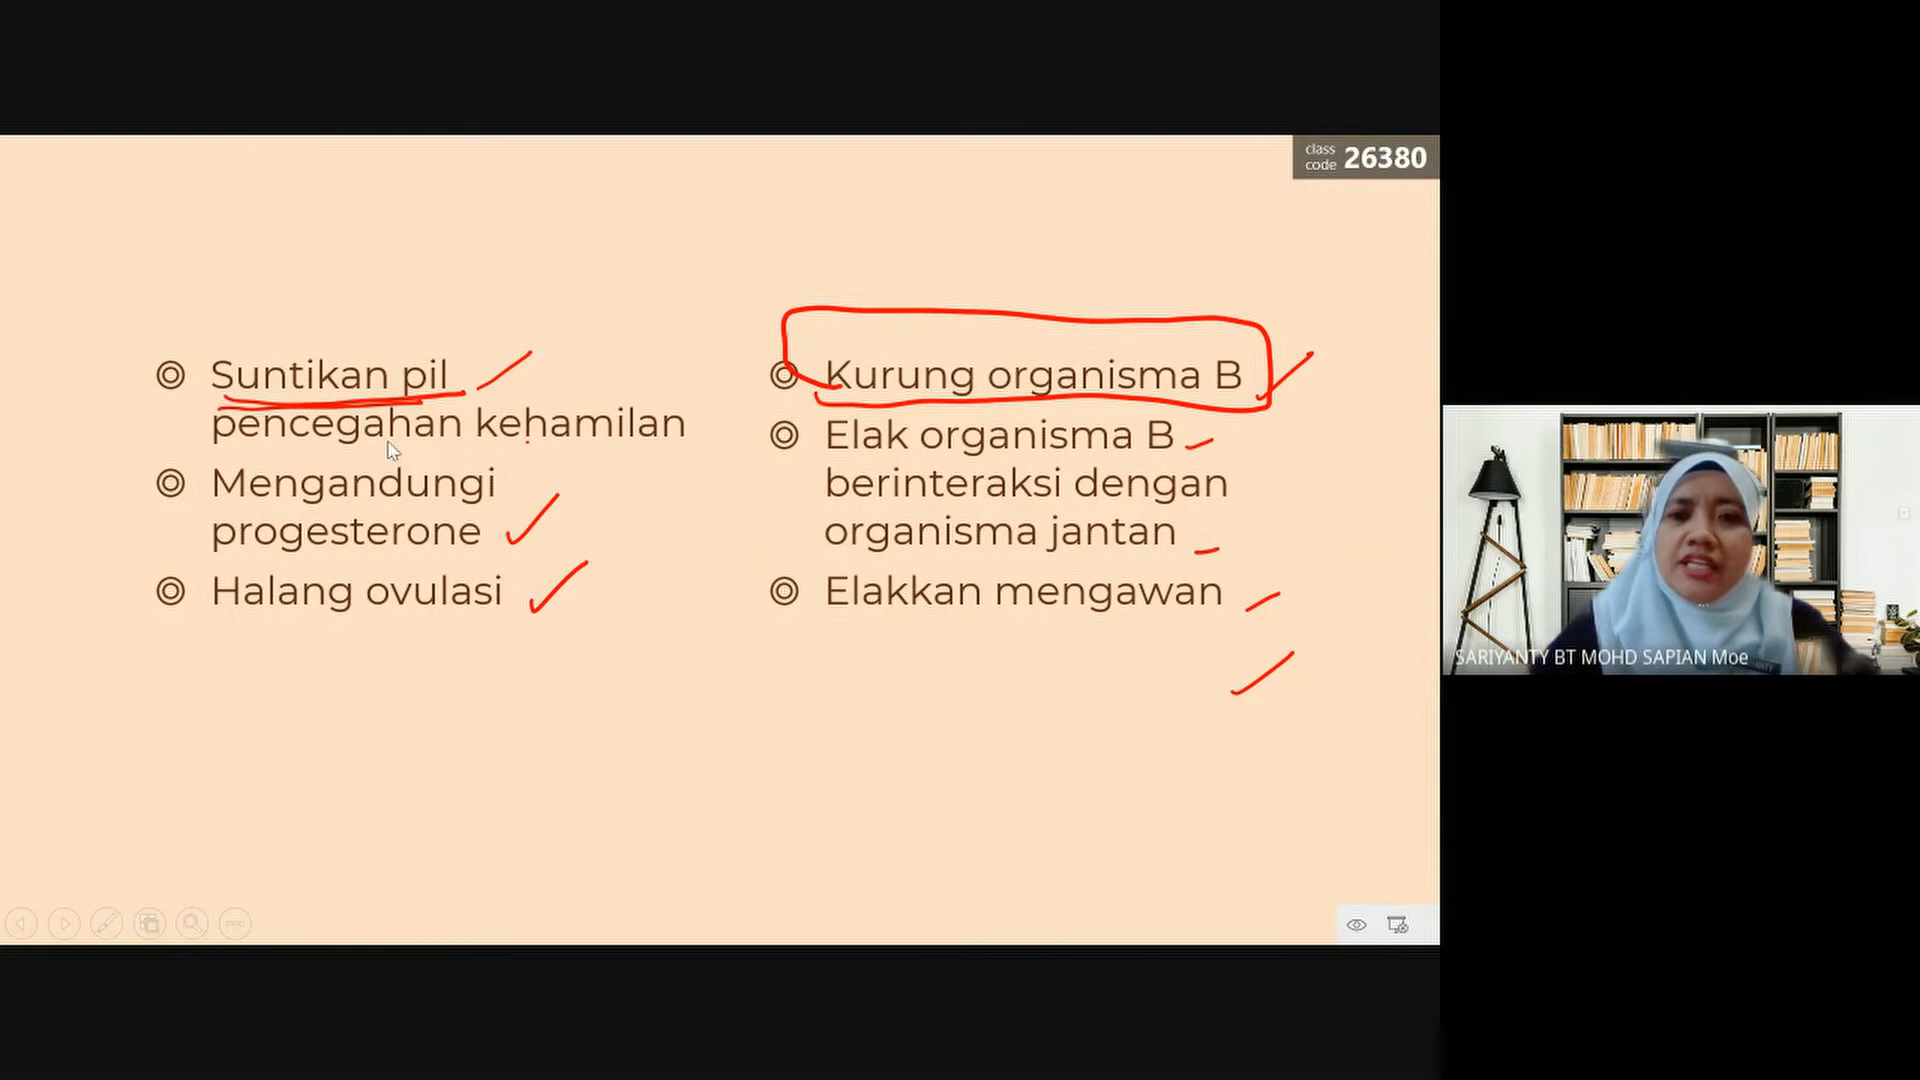 class
code 26380
Suntikan pil
pencegahan kehamilan
Mengandungi
progesterone
Halang ovulasi
Kurung organisma B
Elak organisma B
berinteraksi dengan
organisma jantan
Elakkan mengawan
SARIYANTY BT MOHD SAPIAN Moe